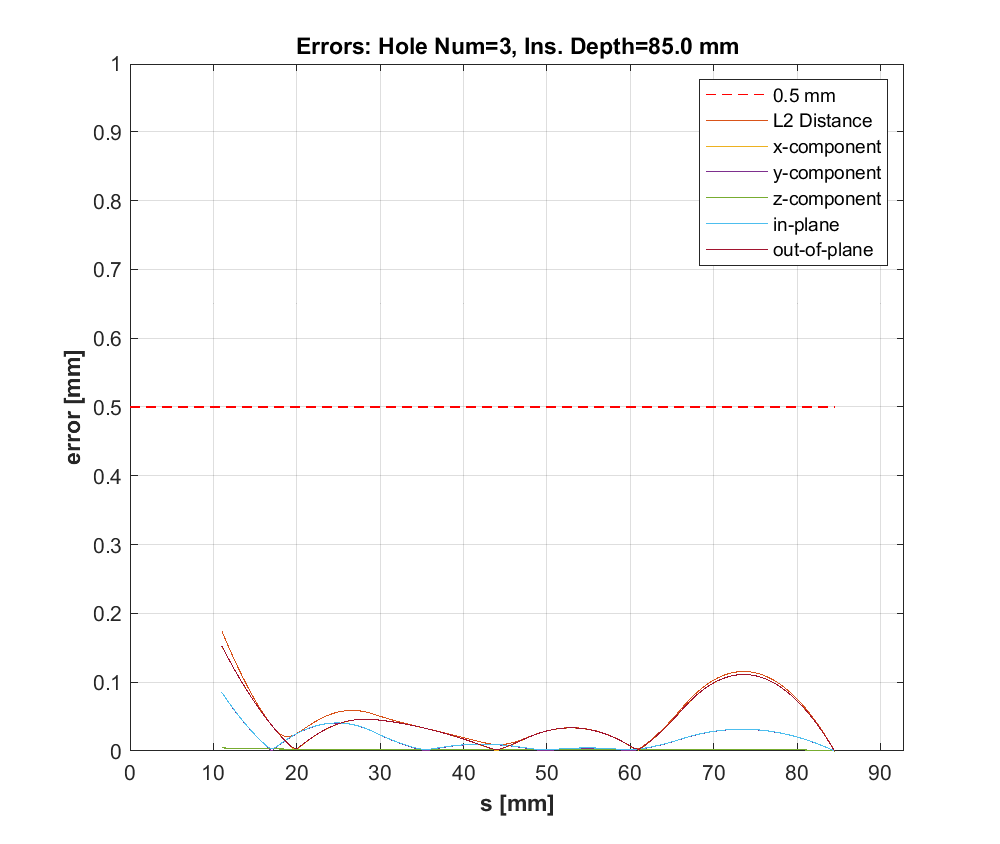 Errors: Hole Num=3, Ins. Depth=85.0 mm
1
0.9
0.8
0.7
0.6
0.5
0.4
0.3
0.2
0.1
0
error [mm]
0.5 mm
L2 Distance
x-component
y-component
z-component
in-plane
out-of-plane
0 10 20 30 40 50 60 70 80 90
s [mm]